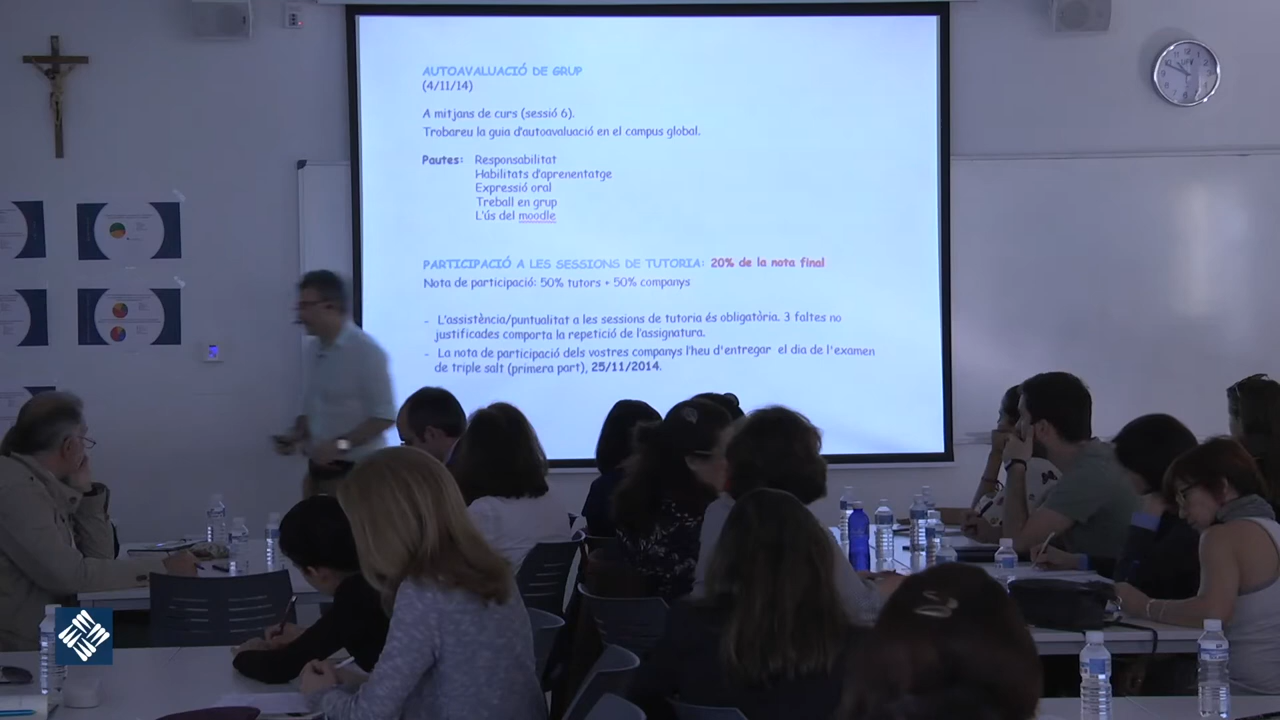 AUTOAVALUACIÓ DE GRUP
(4/11/14)
A mitjans de curs (sessió 6).
Trobareu la guia d'autoavaluació en el campus global.
Pautes: Responsabilitat
Habilitats d'aprenentatge
Expressió oral
Treball en grup
L'ús del moodle
PARTICIPACIÓ A LES SESSIONS DE TUTORIA: 20% de la nota final
Nota de participació: 50% tutors + 50% companys
- L'assistència/puntualitat a les sessions de tutoria és obligatòria. 3 faltes no
justificades comporta la repetició de l'assignatura.
- La nota de participació dels vostres companys l'heu d'entregar el dia de l'examen
de triple salt (primera part), 25/11/2014.